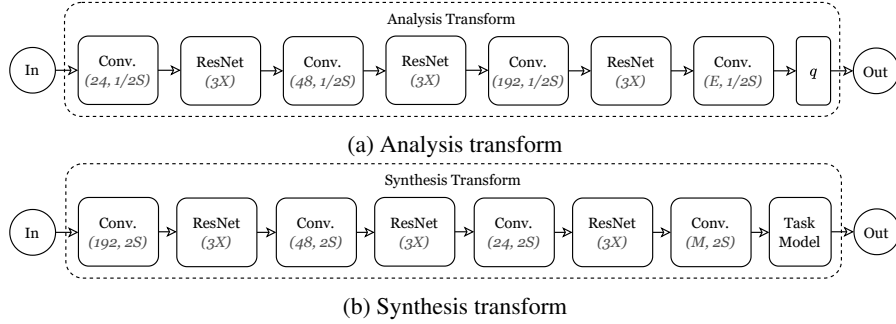 Analysis Transform
In
Conv.
(24, 1/2S)
ResNet
(3X)
Conv.
(48, 1/2S)
ResNet
(3X)
Conv.
(192, 1/2S)
ResNet
(3X)
Conv.
(E, 1/2S)
q
Out
(a) Analysis transform
Synthesis Transform
In
Conv.
(192, 2S)
ResNet
(3X)
Conv.
(48, 2S)
ResNet
(3X)
Conv.
(24, 2S)
ResNet
(3X)
Conv.
(M, 2S)
Task
Model
Out
(b) Synthesis transform